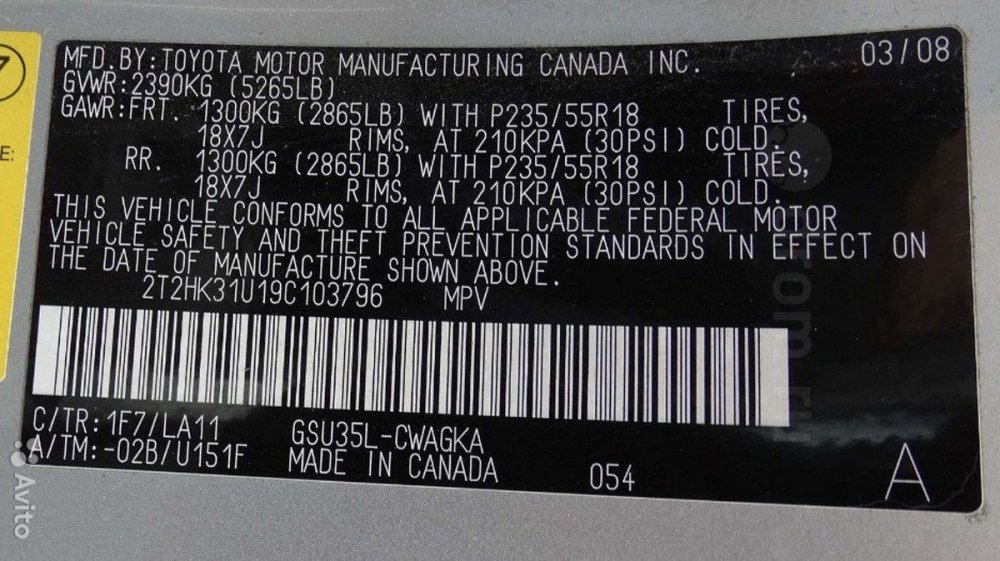 7
E:
MFD.BY:TOYOTA MOTOR MANUFACTURING CANADA INC. 03/08
GVWR:2390KG (5265LB)
GAWR:FRT. 1300KG (2865LB) WITH P235/55R18 TIRES,
18X7J RIMS, AT 210KPA (30PSI) COLD.
RR. 1300KG (2865LB) WITH P235/55R18 TIRES,
18X7J RIMS, AT 210KPA (30PSI) COLD.
THIS VEHICLE CONFORMS TO ALL APPLICABLE FEDERAL MOTOR
VEHICLE SAFETY AND THEFT PREVENTION STANDARDS IN EFFECT ON
THE DATE OF MANUFACTURE SHOWN ABOVE.
2T2HK31U19C103796 MPV
C/TR:1F7/LA11 GSU35L-CWAGKA
A/TM:-02B/U151F MADE IN CANADA 054 A
Avito